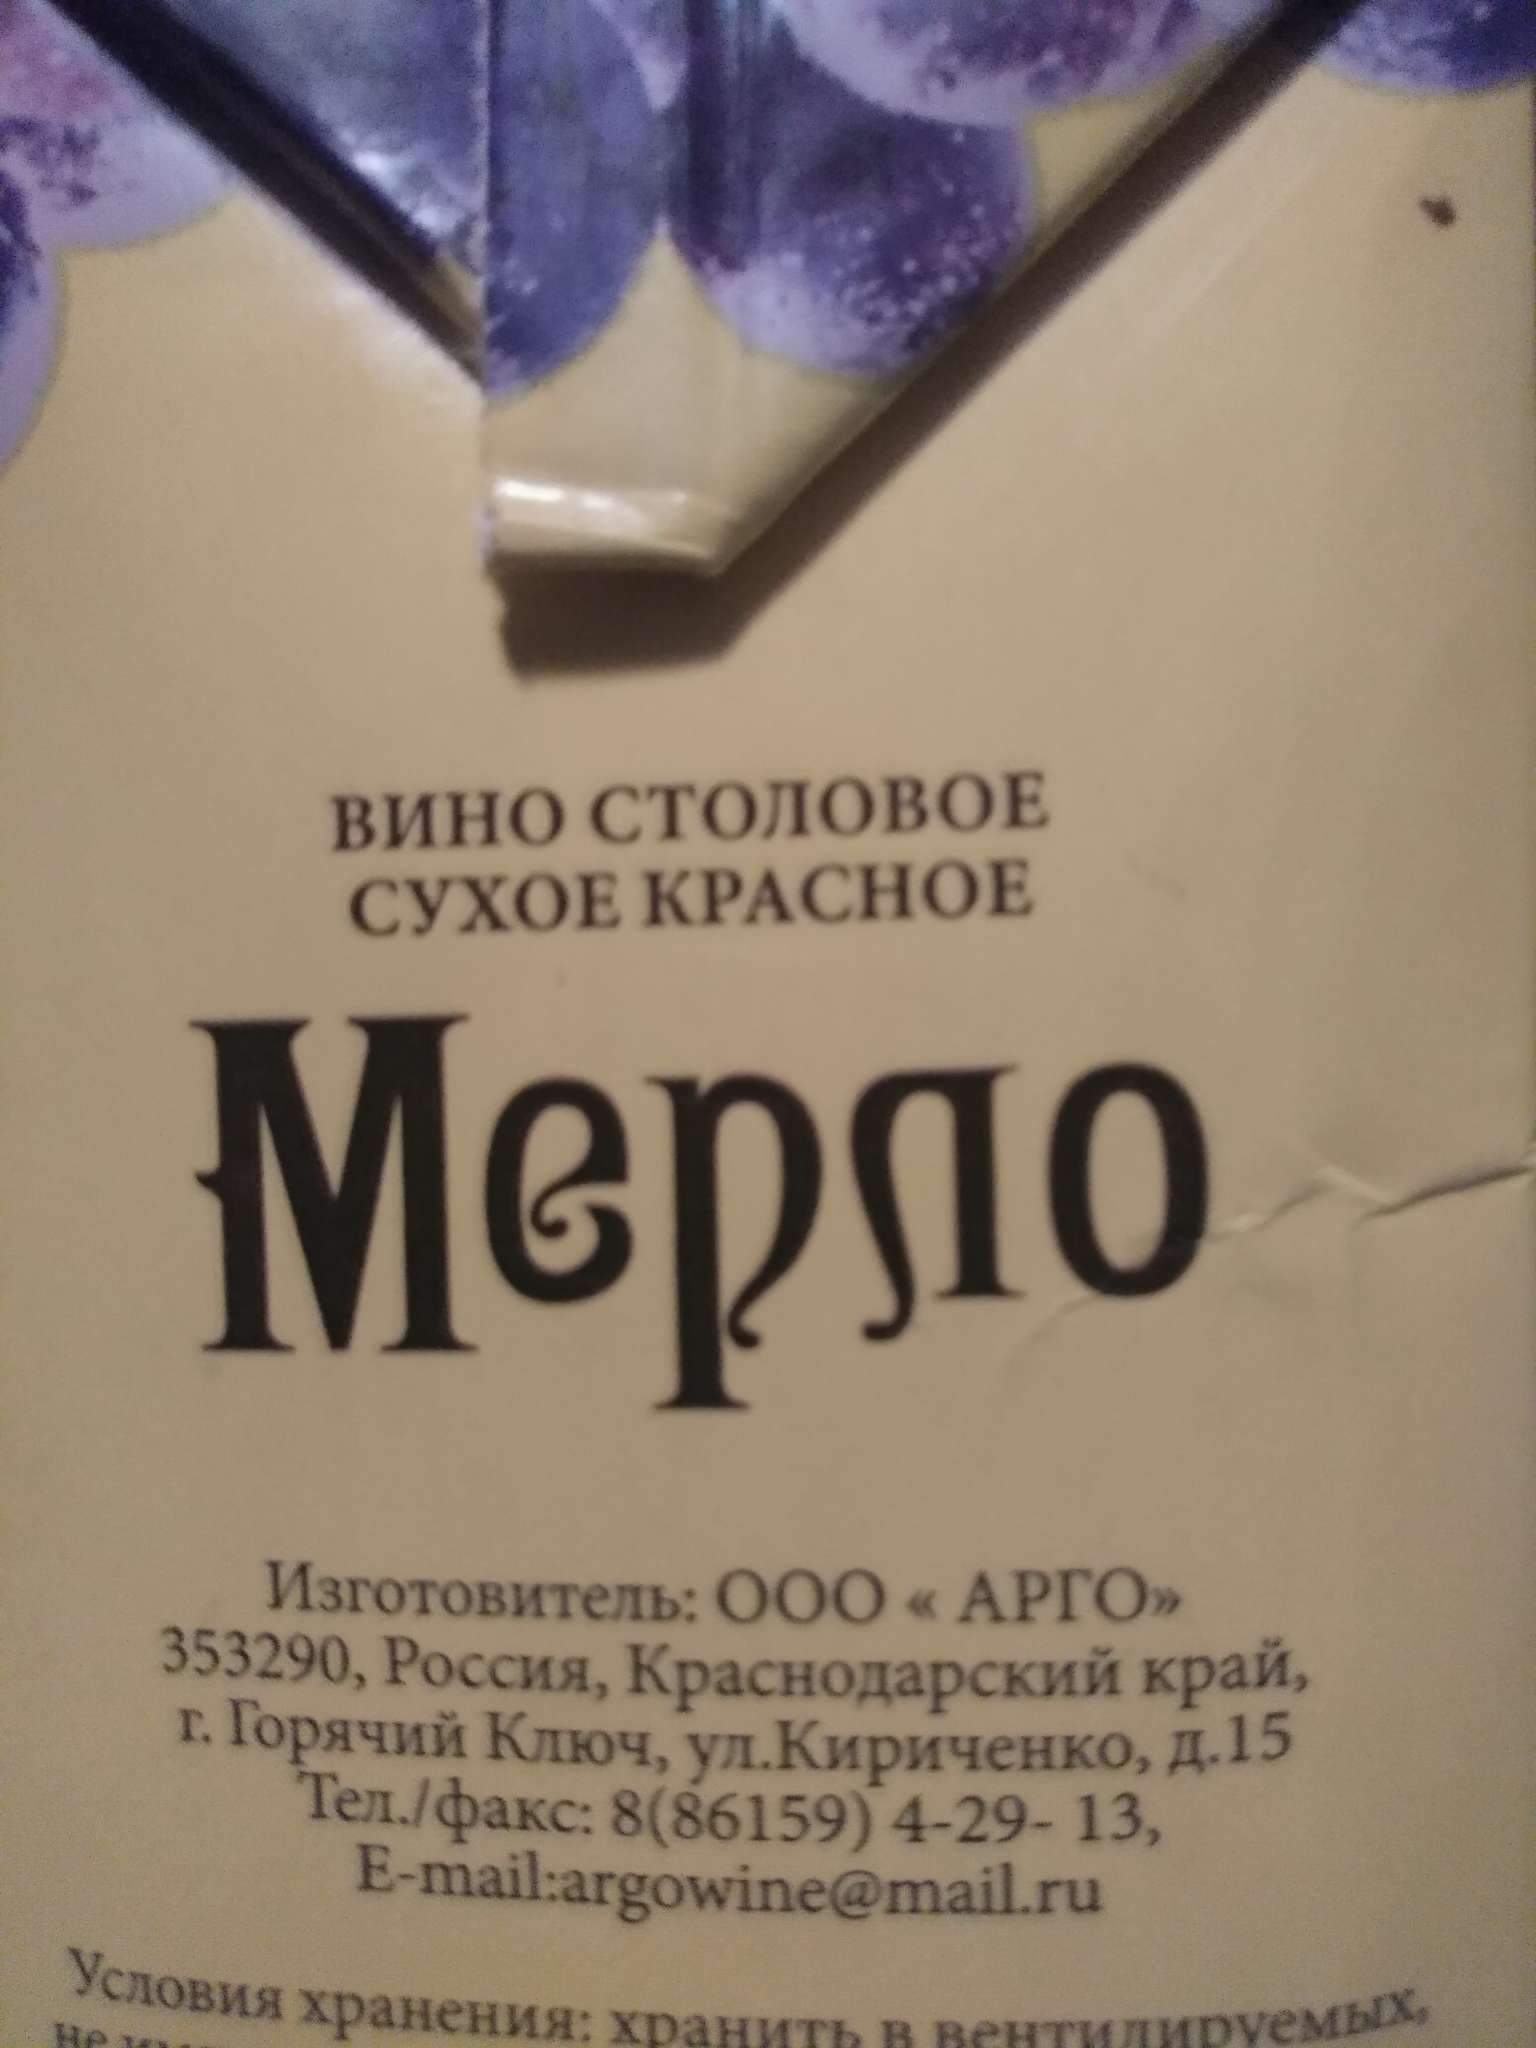 ВИНО СТОЛОВОЕ
СУХОЕ КРАСНОЕ
Мерло
Изготовитель: ООО « АРГО»
353290, Россия, Краснодарский край,
г. Горячий Ключ, ул.Кириченко, д.15
Тел./факс: 8(86159) 4-29- 13,
E-mail:argowine@mail.ru
Условия хранения: хранить в вентилируемых,
не